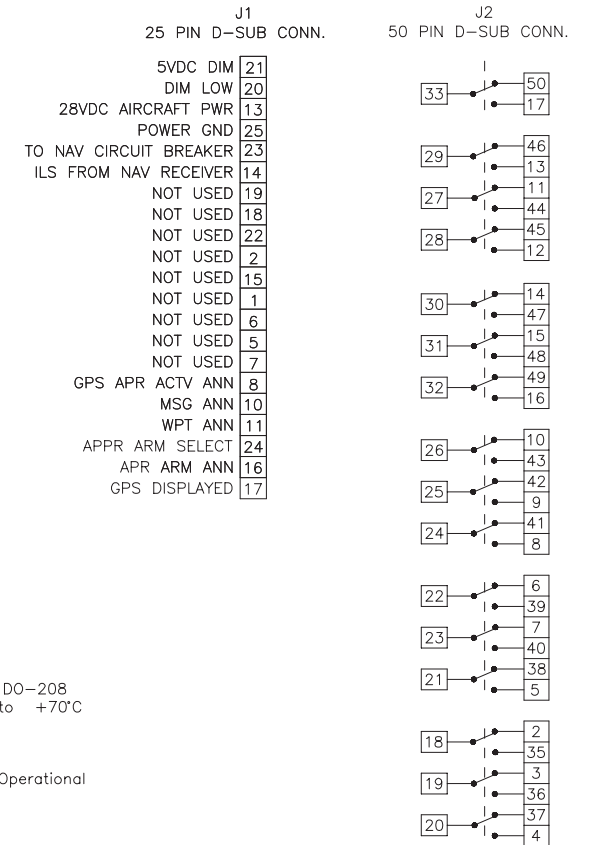 J1
25 PIN D-SUB CONN.
5VDC DIM 21
DIM LOW 20
28VDC AIRCRAFT PWR 13
POWER GND 25
TO NAV CIRCUIT BREAKER 23
ILS FROM NAV RECEIVER 14
NOT USED 19
NOT USED 18
NOT USED 22
NOT USED 2
NOT USED 15
NOT USED 1
NOT USED 6
NOT USED 5
NOT USED 7
GPS APR ACTV ANN 8
MSG ANN 10
WPT ANN 11
APPR ARM SELECT 24
APR ARM ANN 16
GPS DISPLAYED 17
DO-208
to +70°C
Operational
J2
50 PIN D-SUB CONN.
33 50
17
29 46
13
27 11
44
28 45
12
30 14
47
31 15
48
32 49
16
26 10
43
25 42
9
24 41
8
22 6
39
23 7
40
21 38
5
18 2
35
19 3
36
20 37
4